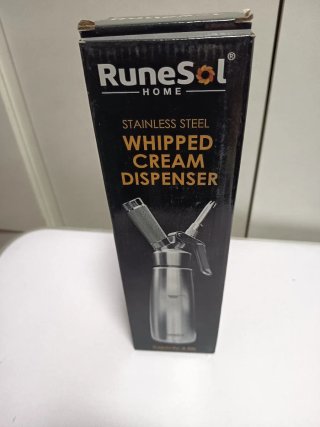 RuneSol®
HOME
STAINLESS STEEL
WHIPPED
CREAM
DISPENSER